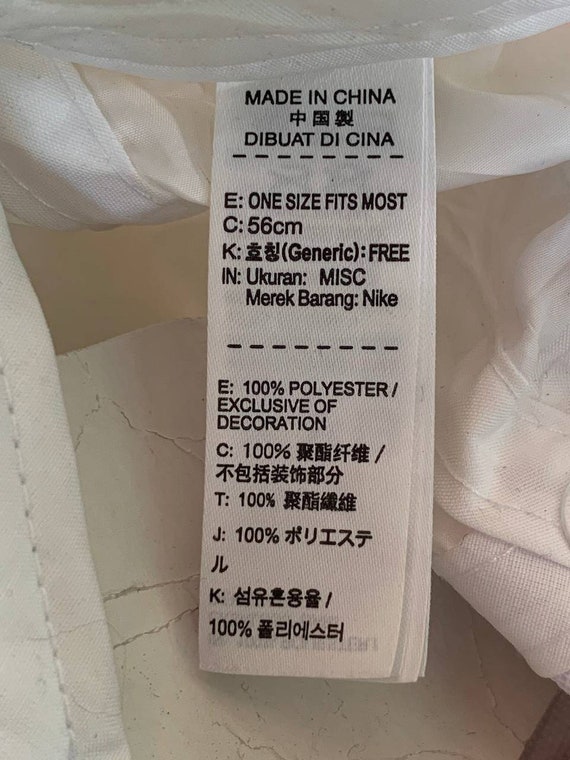 MADE IN CHINA
中国製
DIBUAT DI CINA
E: ONE SIZE FITS MOST
C: 56cm
K: 호칭(Generic): FREE
IN: Ukuran: MISC
Merek Barang: Nike
E: 100% POLYESTER /
EXCLUSIVE OF
DECORATION
C: 100% 聚酯纤维 /
不包括装饰部分
T: 100% 聚酯纖維
J: 100% ポリエステ
ル
K: 섬유혼용율 /
100% 폴리에스터